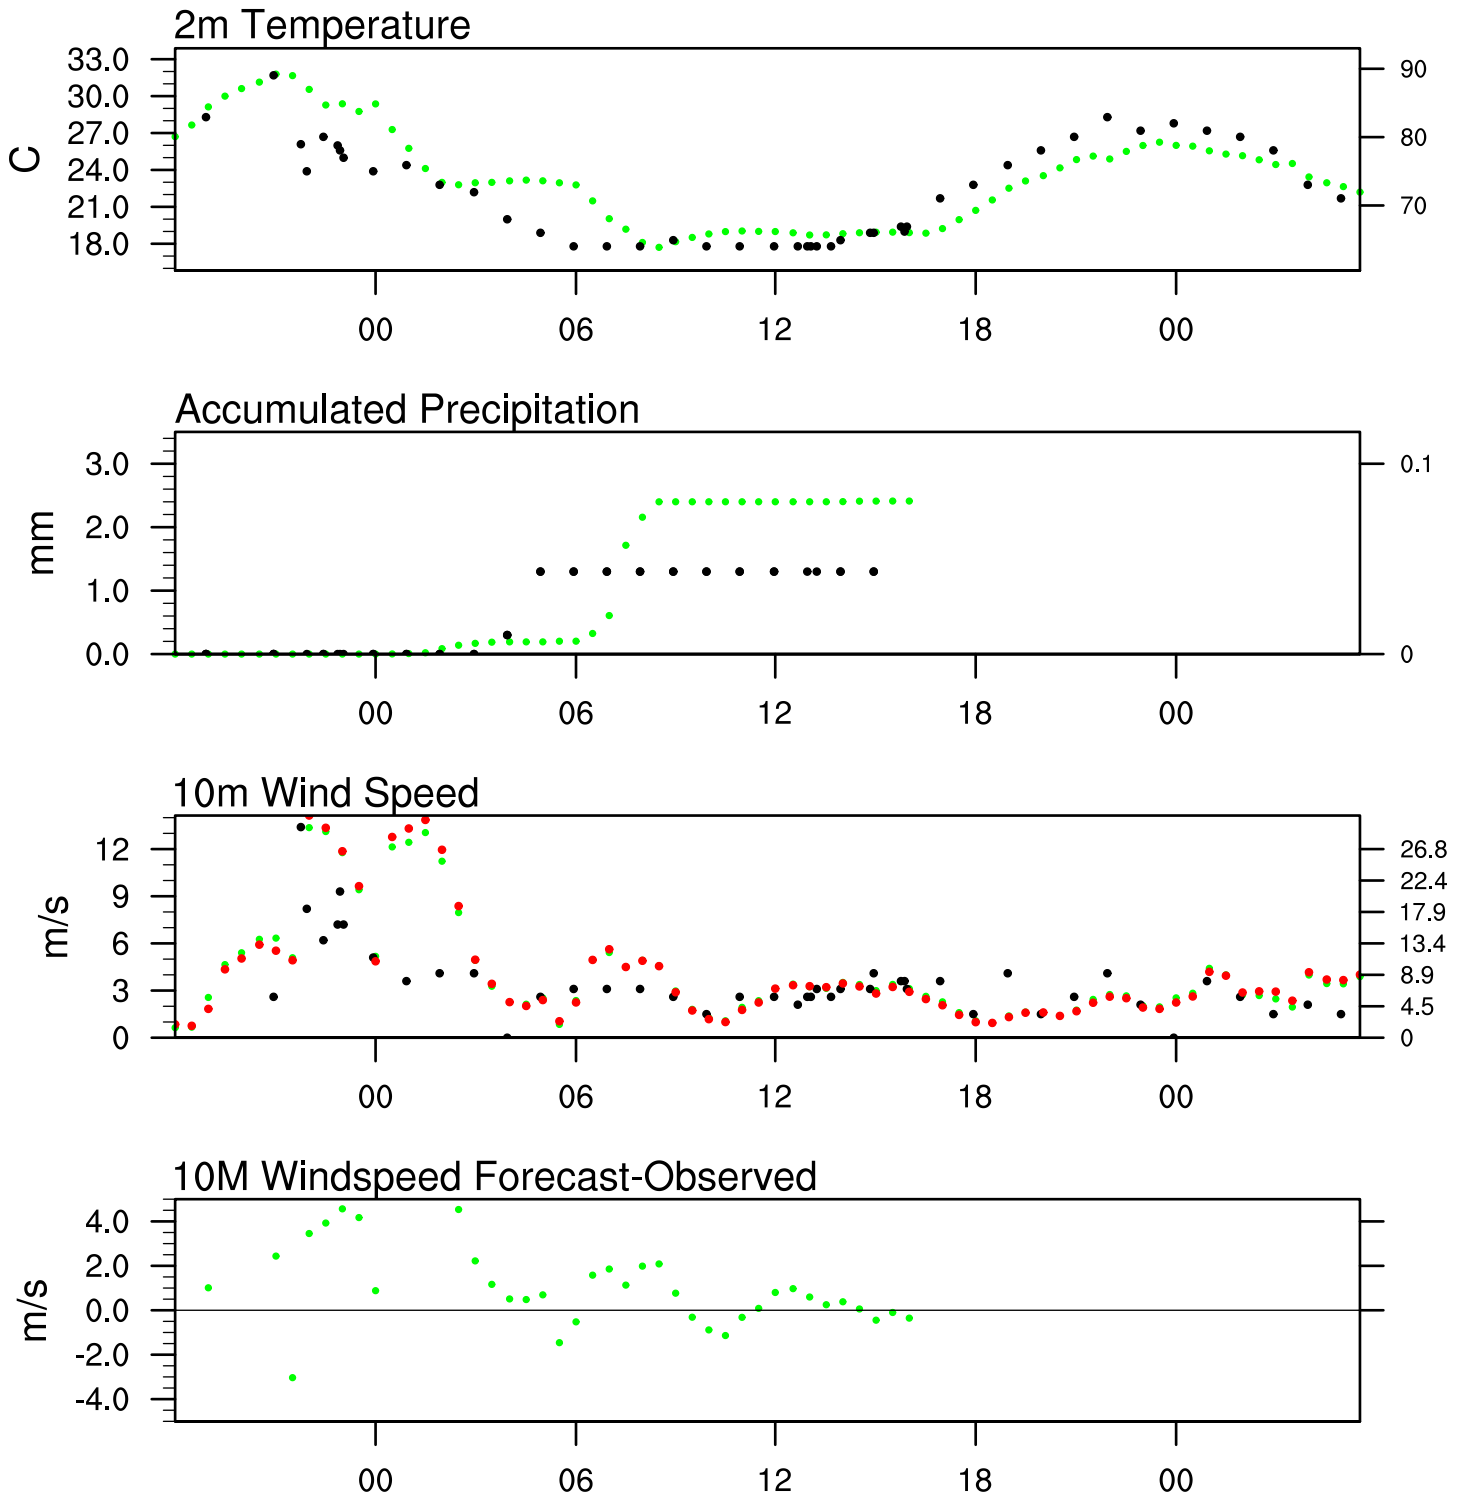 2m Temperature
33.0
30.0
27.0
24.0
21.0
18.0
C
90
80
70
00 06 12 18 00
Accumulated Precipitation
3.0
2.0
1.0
0.0
mm
0.1
0
00 06 12 18 00
10m Wind Speed
12
9
6
3
0
m/s
26.8
22.4
17.9
13.4
8.9
4.5
0
00 06 12 18 00
10M Windspeed Forecast-Observed
4.0
2.0
0.0
-2.0
-4.0
m/s
00 06 12 18 00